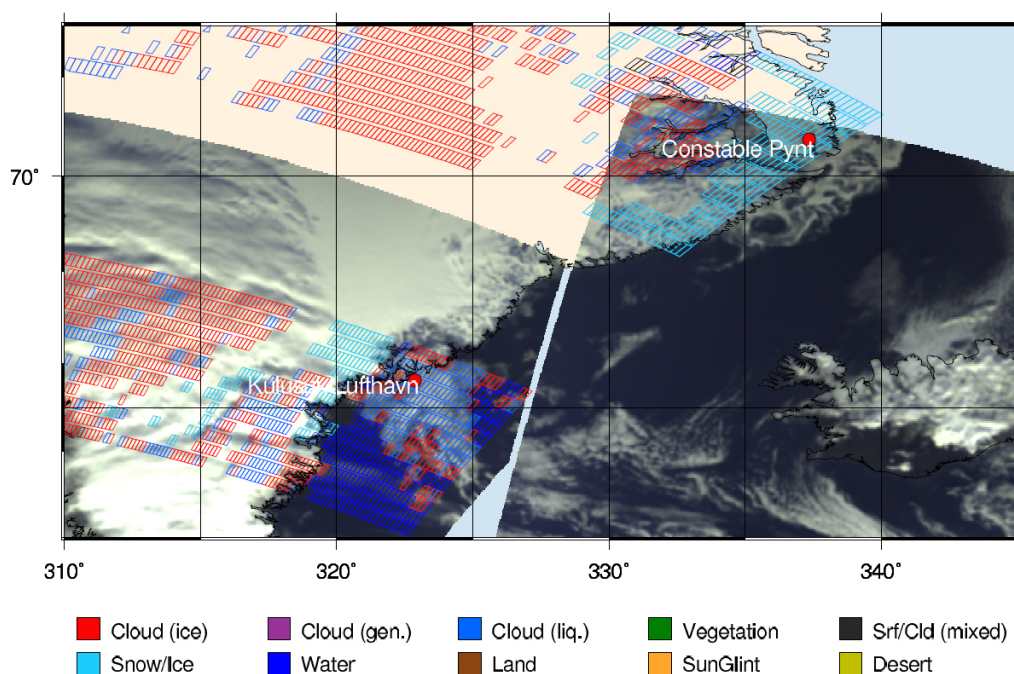 Constable Pynt
70°
Kulusuk Lufthavn
310° 320° 330° 340°
Cloud (ice) Cloud (gen.) Cloud (liq.) Vegetation Srf/Cld (mixed)
Snow/Ice Water Land SunGlint Desert